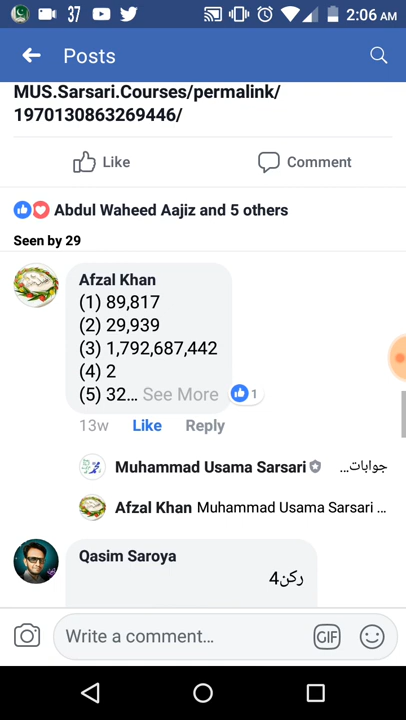 37
2:06 AM
Posts
MUS.Sarsari.Courses/permalink/
1970130863269446/
Like
Comment
Abdul Waheed Aajiz and 5 others
Seen by 29
Afzal Khan
(1) 89,817
(2) 29,939
(3) 1,792,687,442
(4) 2
(5) 32... See More
1
13w Like Reply
Muhammad Usama Sarsari جوابات...
Afzal Khan Muhammad Usama Sarsari ...
Qasim Saroya
رکن4
Write a comment...
GIF